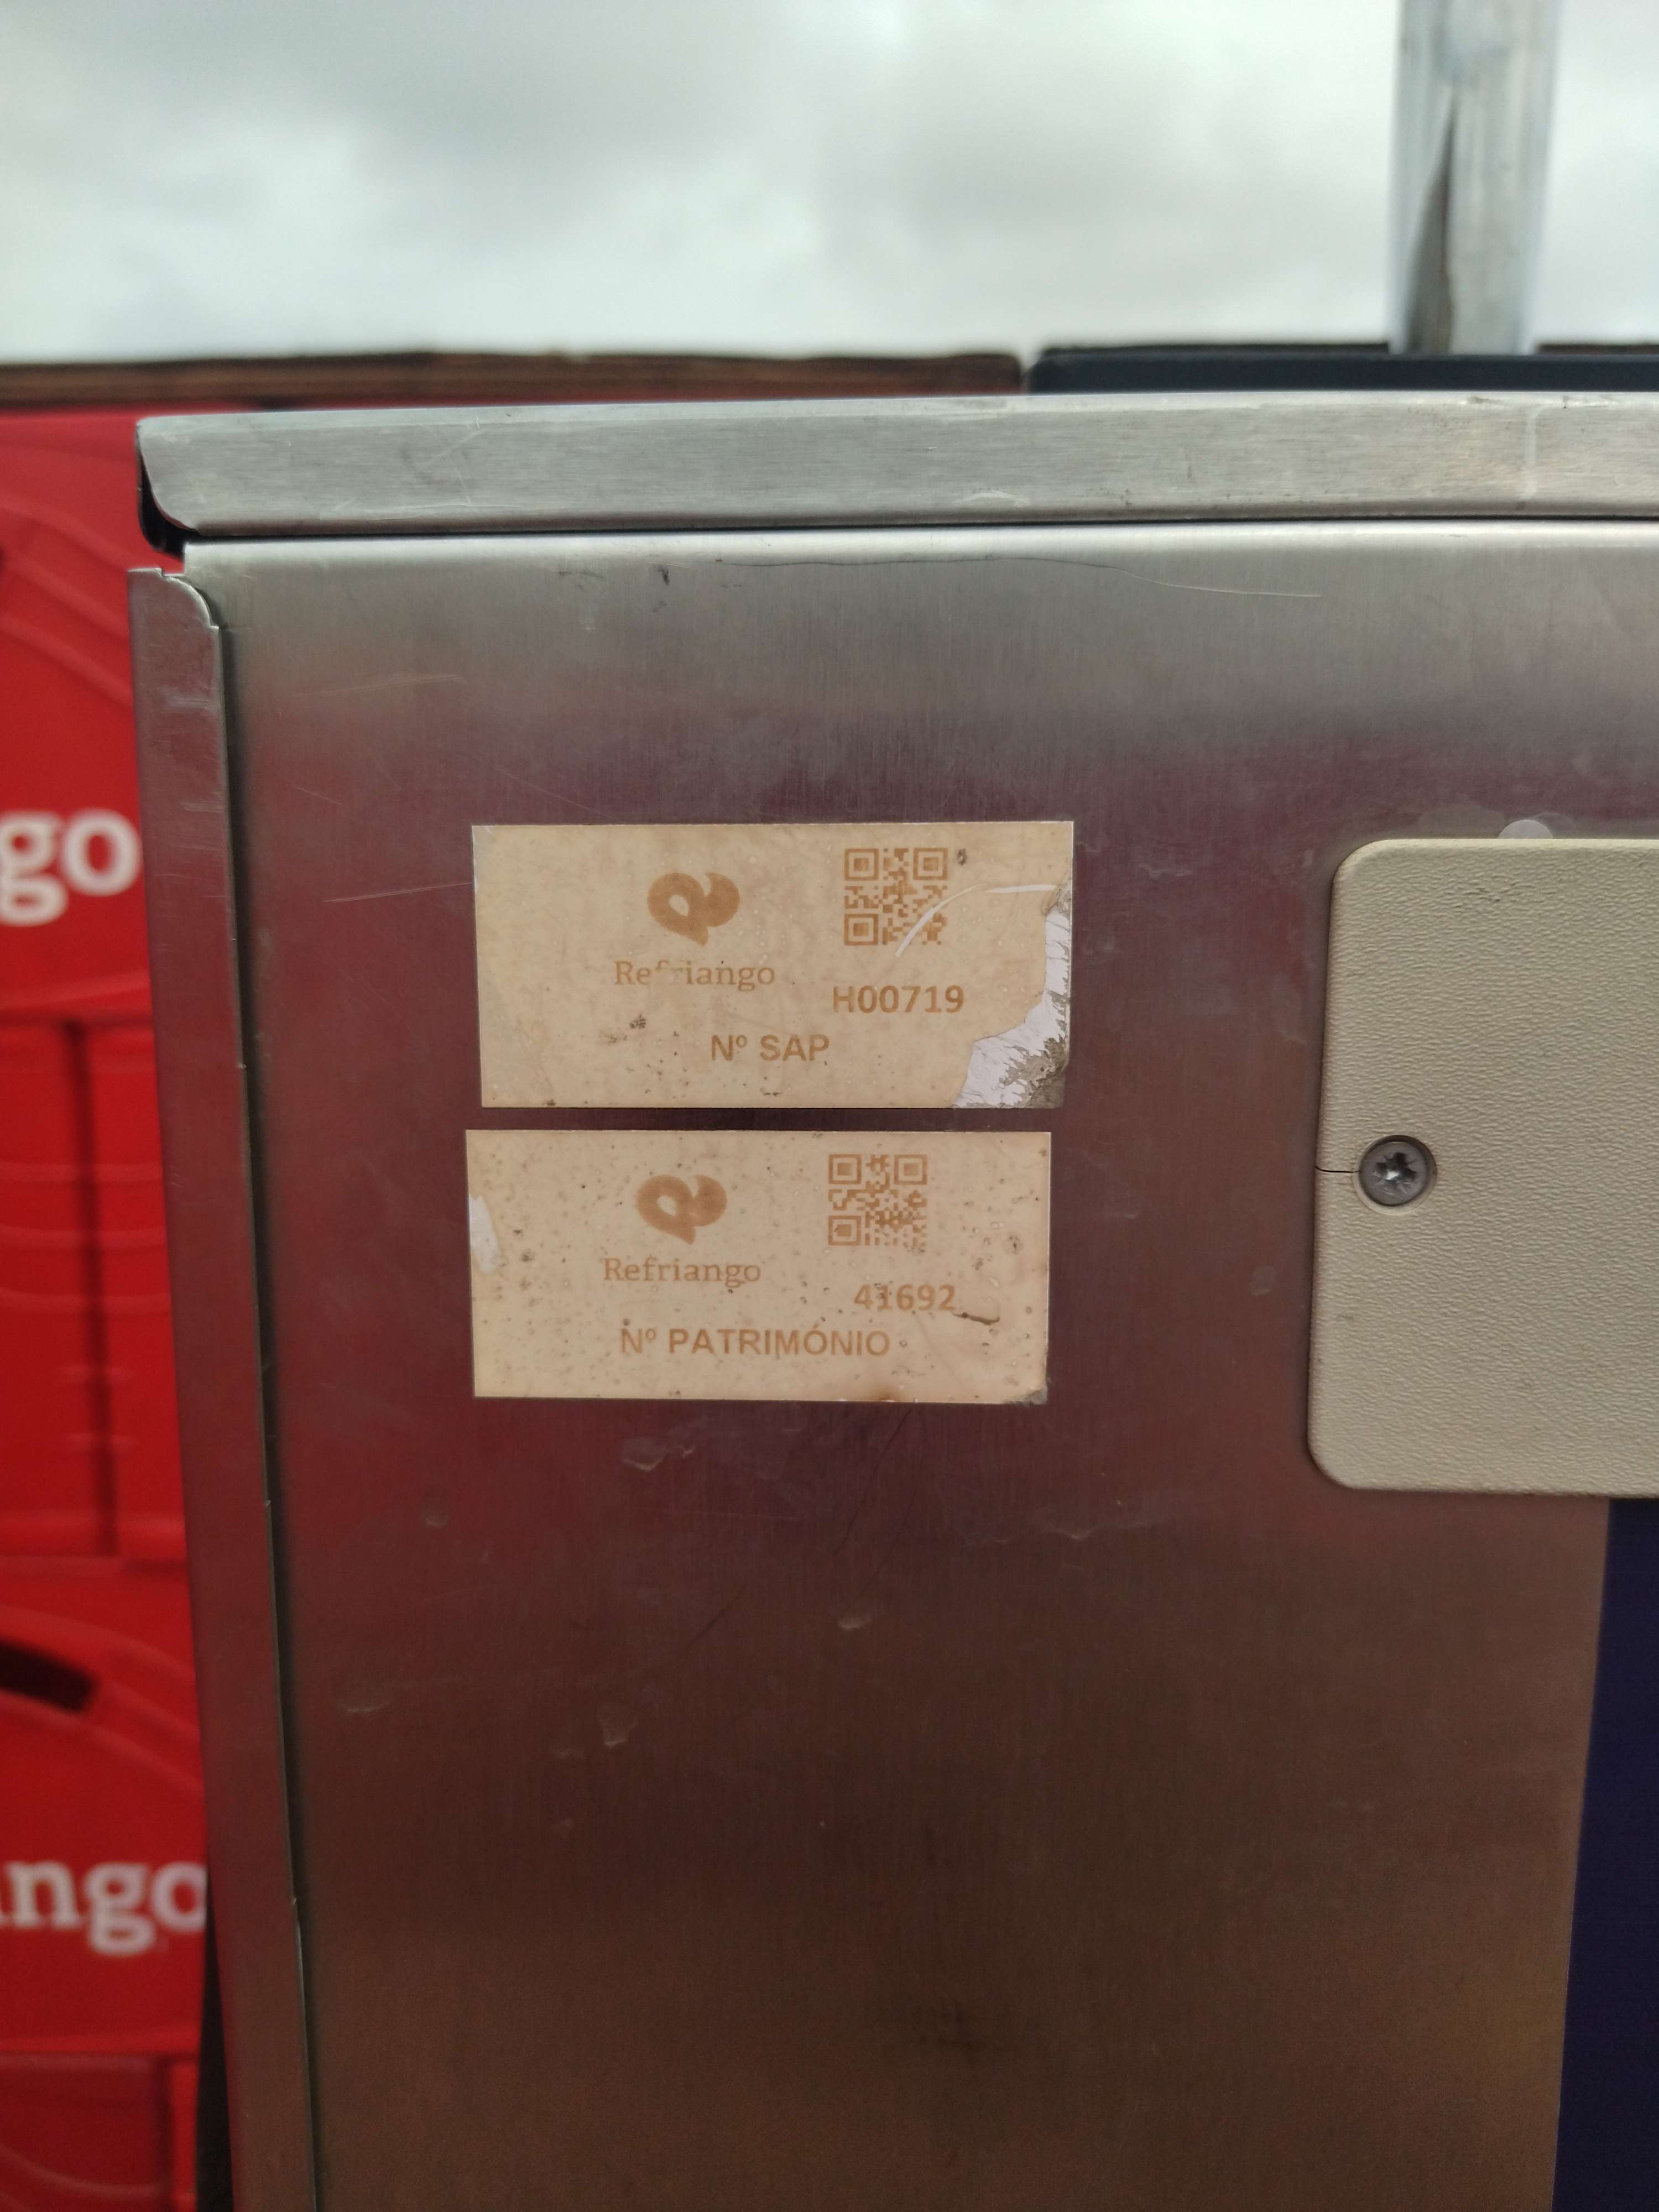 go
Refriango
H00719
Nº SAP
Refriango
41692
Nº PATRIMÓNIO
ango